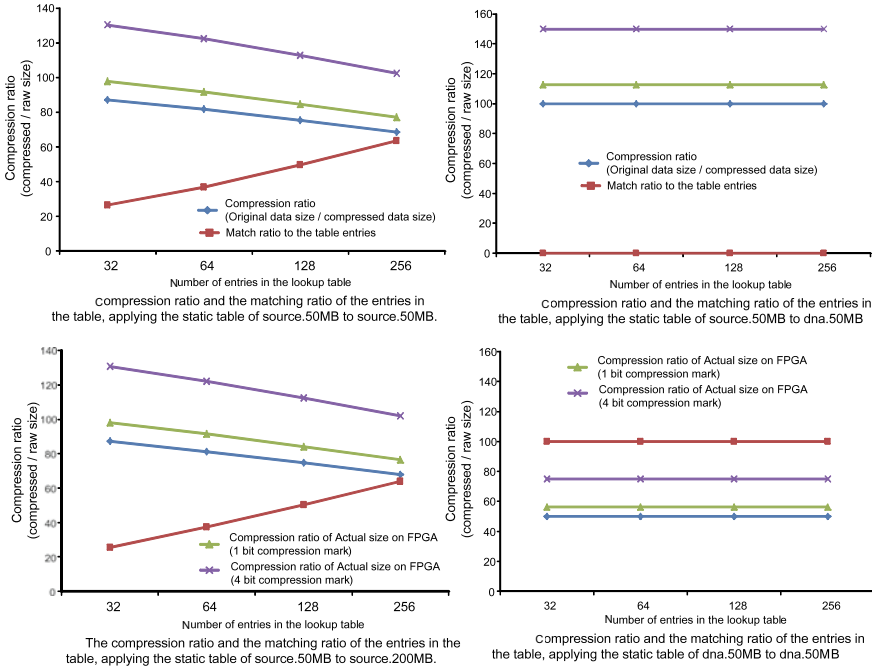 140
120
100
80
60
40
20
0
Compression ratio
(compressed / raw size)
Compression ratio
(Original data size / compressed data size)
Match ratio to the table entries
32 64 128 256
Number of entries in the lookup table
Compression ratio and the matching ratio of the entries in
the table, applying the static table of source.50MB to source.50MB.
160
140
120
100
80
60
40
20
0
Compression ratio
(compressed / raw size)
Compression ratio
(Original data size / compressed data size)
Match ratio to the table entries
32 64 128 256
Number of entries in the lookup table
Compression ratio and the matching ratio of the entries in
the table, applying the static table of source.50MB to dna.50MB
140
120
100
80
60
40
20
0
Compression ratio
(compressed / raw size)
Compression ratio of Actual size on FPGA
(1 bit compression mark)
Compression ratio of Actual size on FPGA
(4 bit compression mark)
32 64 128 256
Number of entries in the lookup table
The compression ratio and the matching ratio of the entries in the
table, applying the static table of source.50MB to source.200MB.
160
140
120
100
80
60
40
20
0
Compression ratio
(compressed / raw size)
Compression ratio of Actual size on FPGA
(1 bit compression mark)
Compression ratio of Actual size on FPGA
(4 bit compression mark)
32 64 128 256
Number of entries in the lookup table
Compression ratio and the matching ratio of the entries in
the table, applying the static table of dna.50MB to dna.50MB